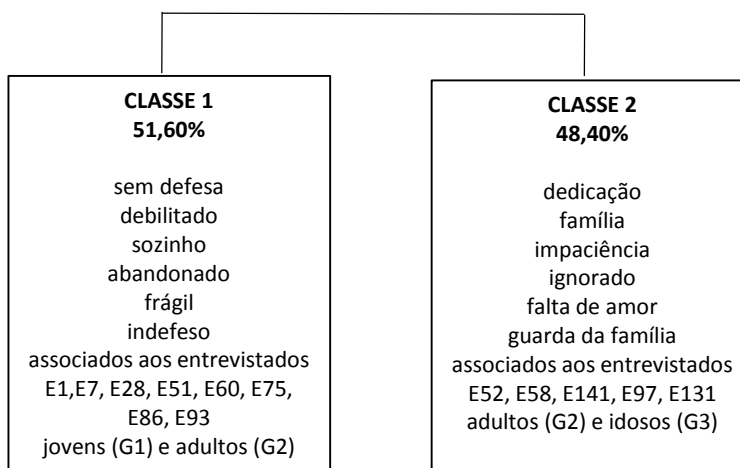 CLASSE 1
51,60%
sem defesa
debilitado
sozinho
abandonado
frágil
indefeso
associados aos entrevistados
E1,E7, E28, E51, E60, E75,
E86, E93
jovens (G1) e adultos (G2)
CLASSE 2
48,40%
dedicação
família
impaciência
ignorado
falta de amor
guarda da família
associados aos entrevistados
E52, E58, E141, E97, E131
adultos (G2) e idosos (G3)